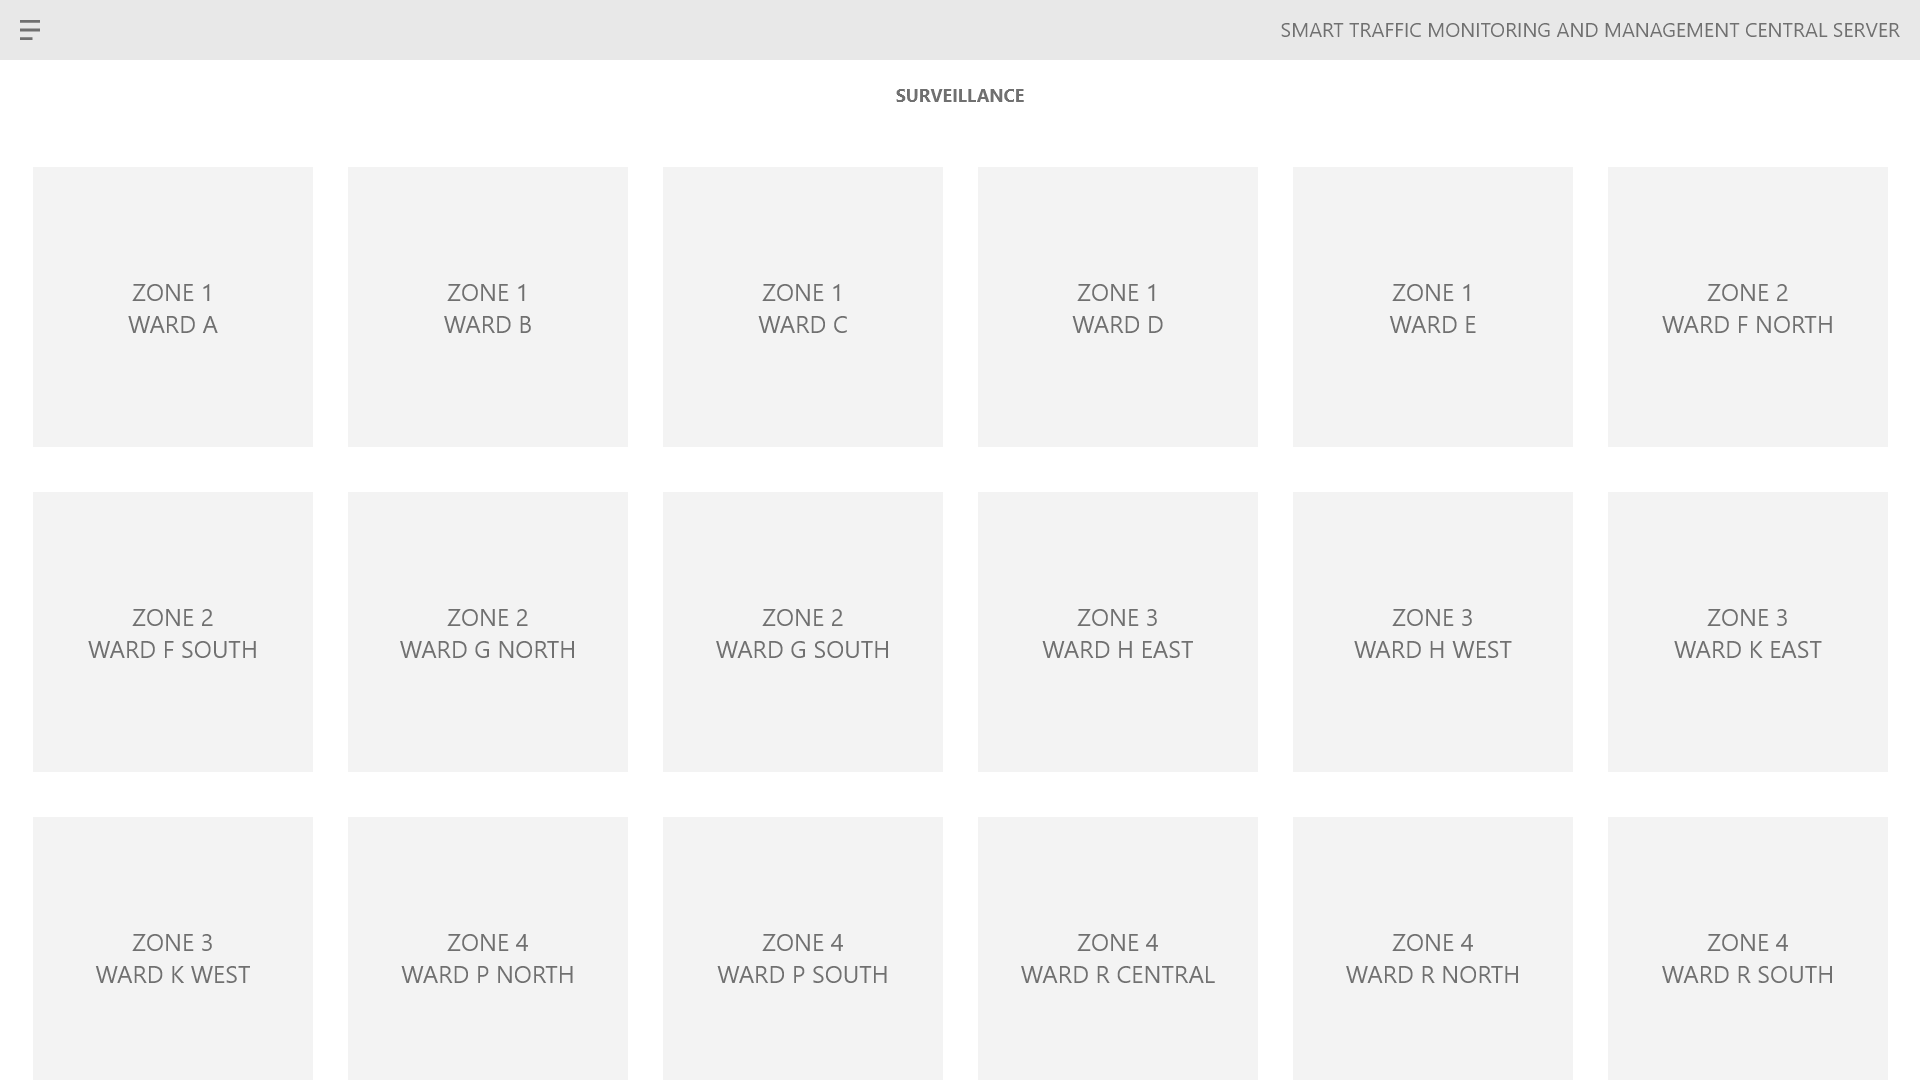 SMART TRAFFIC MONITORING AND MANAGEMENT CENTRAL SERVER
SURVEILLANCE
ZONE 1
WARD A
ZONE 1
WARD B
ZONE 1
WARD C
ZONE 1
WARD D
ZONE 1
WARD E
ZONE 2
WARD F NORTH
ZONE 2
WARD F SOUTH
ZONE 2
WARD G NORTH
ZONE 2
WARD G SOUTH
ZONE 3
WARD H EAST
ZONE 3
WARD H WEST
ZONE 3
WARD K EAST
ZONE 3
WARD K WEST
ZONE 4
WARD P NORTH
ZONE 4
WARD P SOUTH
ZONE 4
WARD R CENTRAL
ZONE 4
WARD R NORTH
ZONE 4
WARD R SOUTH